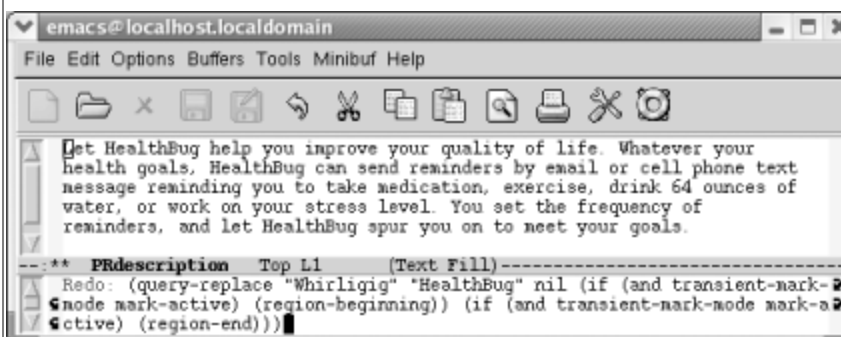 emacs@localhost.localdomain
File Edit Options Buffers Tools Minibuf Help
Let HealthBug help you improve your quality of life. Whatever your
health goals, HealthBug can send reminders by email or cell phone text
message reminding you to take medication, exercise, drink 64 ounces of
water, or work on your stress level. You set the frequency of
reminders, and let HealthBug spur you on to meet your goals.
--:** PRdescription Top L1 (Text Fill)----------------------------------
Redo: (query-replace "Whirligig" "HealthBug" nil (if (and transient-mark-
mode mark-active) (region-beginning)) (if (and transient-mark-mode mark-a
ctive) (region-end)))